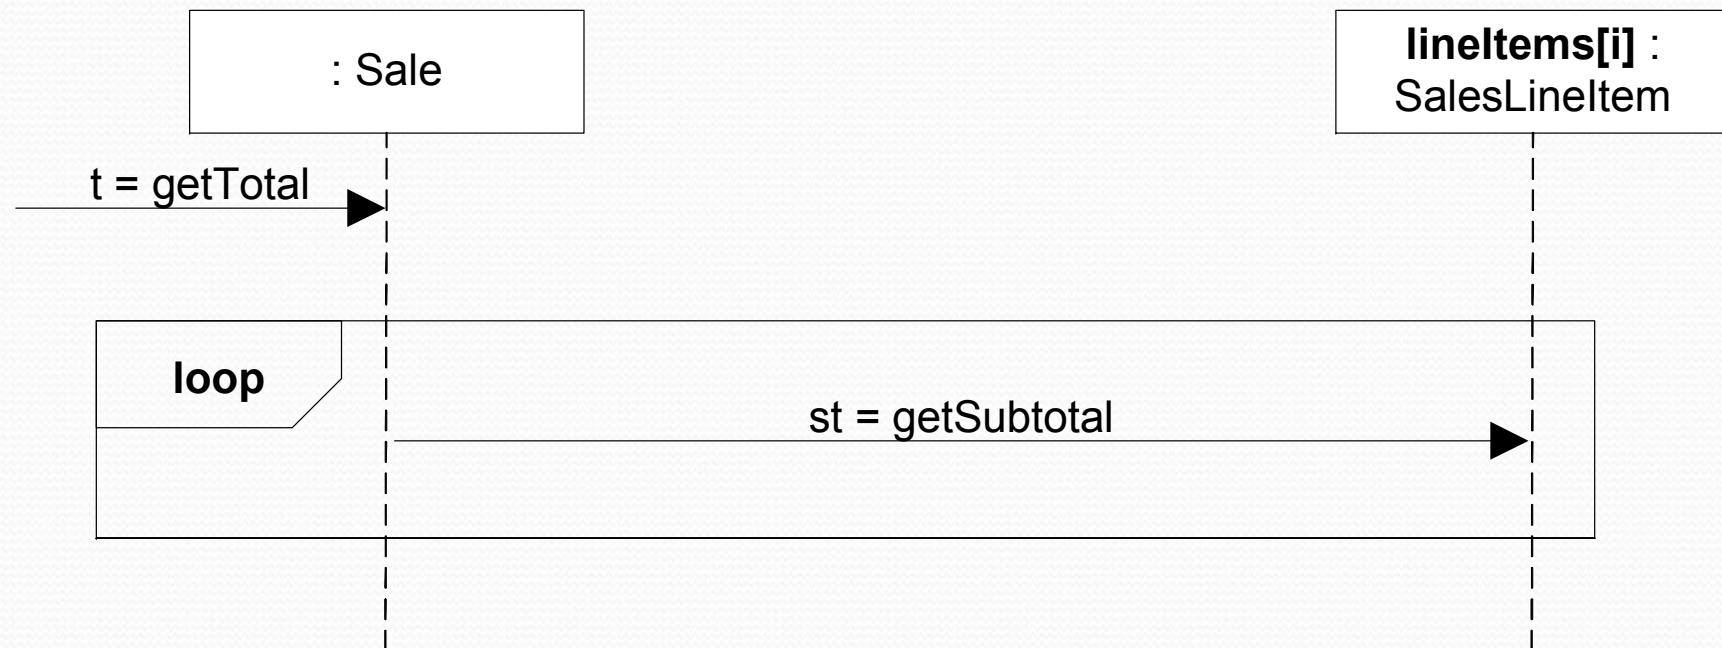 : Sale
lineItems[i] :
SalesLineItem
t = getTotal
loop
st = getSubtotal